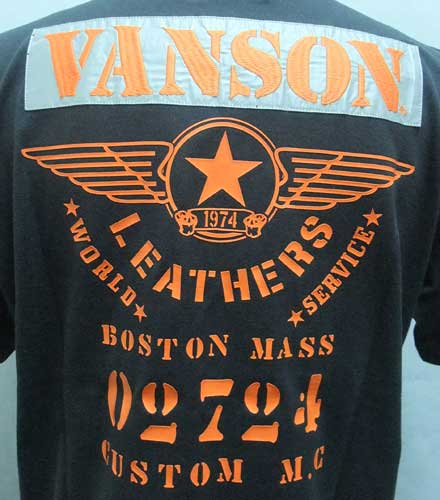 VANSON.
1974
LEATHERS
WORLD
SERVICE
BOSTON MASS
02724
CUSTOM M.C